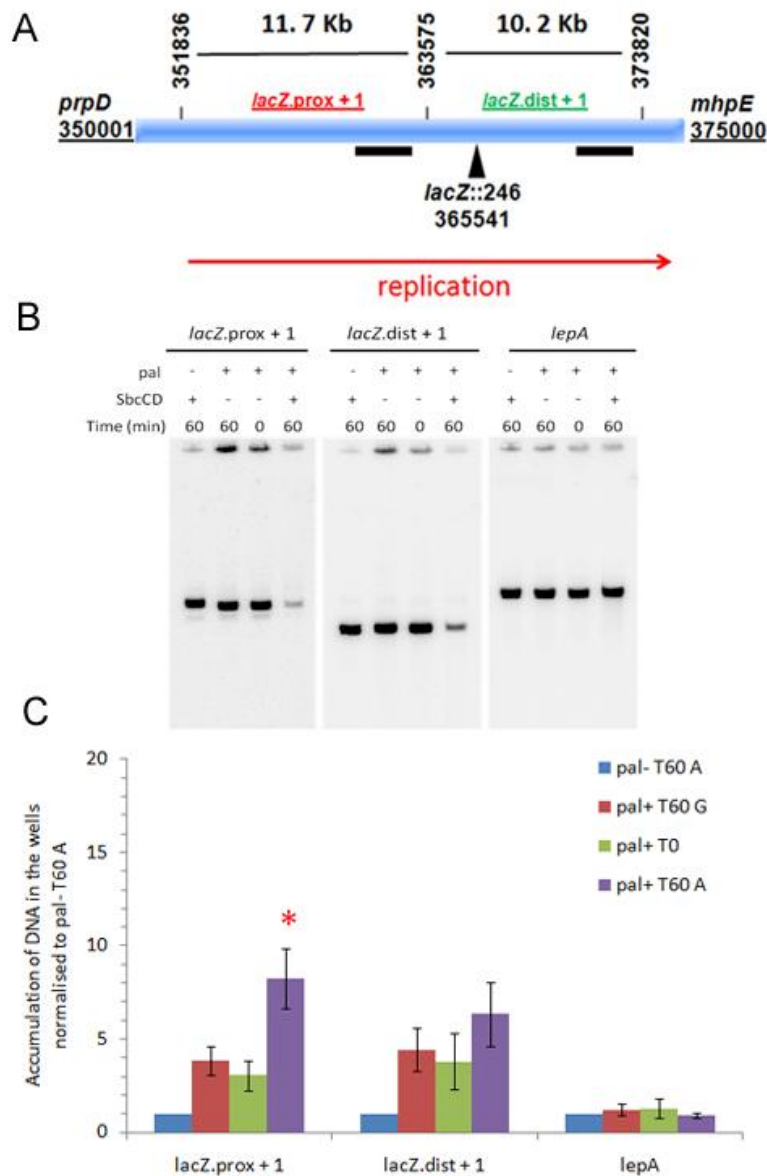 A
11. 7 Kb
10. 2 Kb
351836
363575
373820
prpD
350001
lacZ.prox + 1
lacZ.dist + 1
mhpE
375000
lacZ::246
365541
replication
B
lacZ.prox + 1
lacZ.dist + 1
lepA
pal - + + + - + + + - + + +
SbcCD + - - + + - - + + - - +
Time (min) 60 60 0 60 60 60 0 60 60 60 0 60
C
Accumulation of DNA in the wells
normalised to pal- T60 A
20
15
10
5
0
*
pal- T60 A
pal+ T60 G
pal+ T0
pal+ T60 A
lacZ.prox + 1
lacZ.dist + 1
lepA